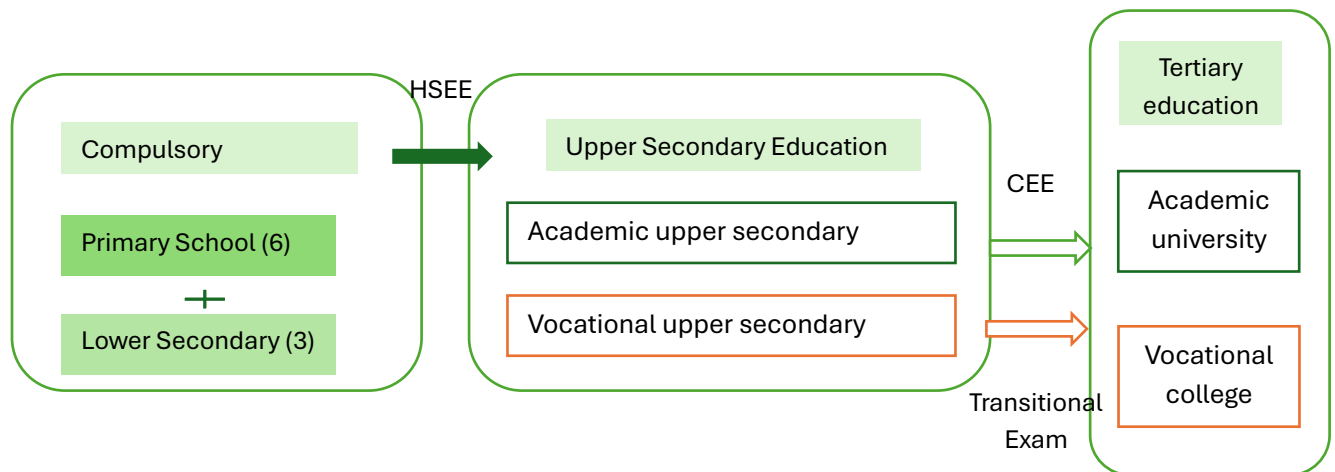 Compulsory
Primary School (6)
Lower Secondary (3)
HSEE
Upper Secondary Education
Academic upper secondary
Vocational upper secondary
CEE
Transitional
Exam
Tertiary
education
Academic
university
Vocational
college